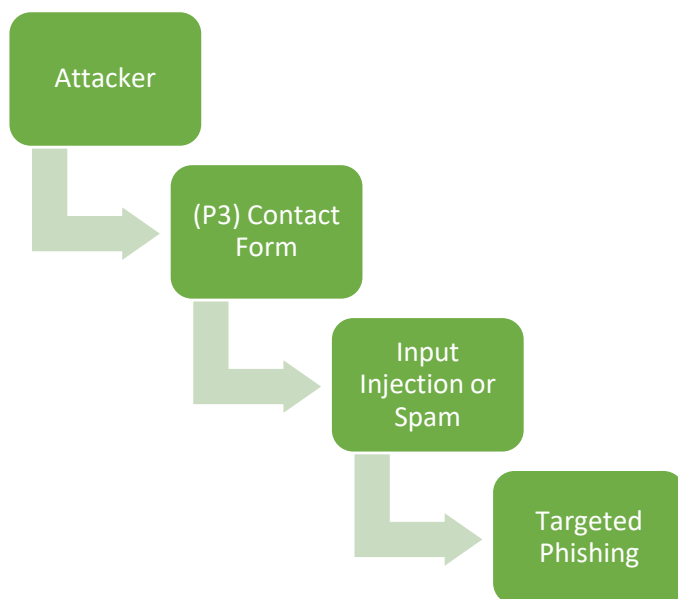 Attacker
(P3) Contact
Form
Input
Injection or
Spam
Targeted
Phishing